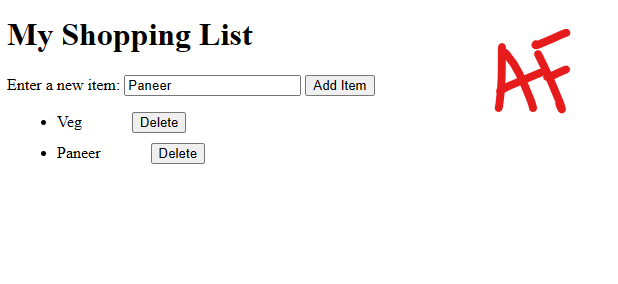 My Shopping List
Enter a new item: Paneer Add Item
Veg Delete
Paneer Delete
AF